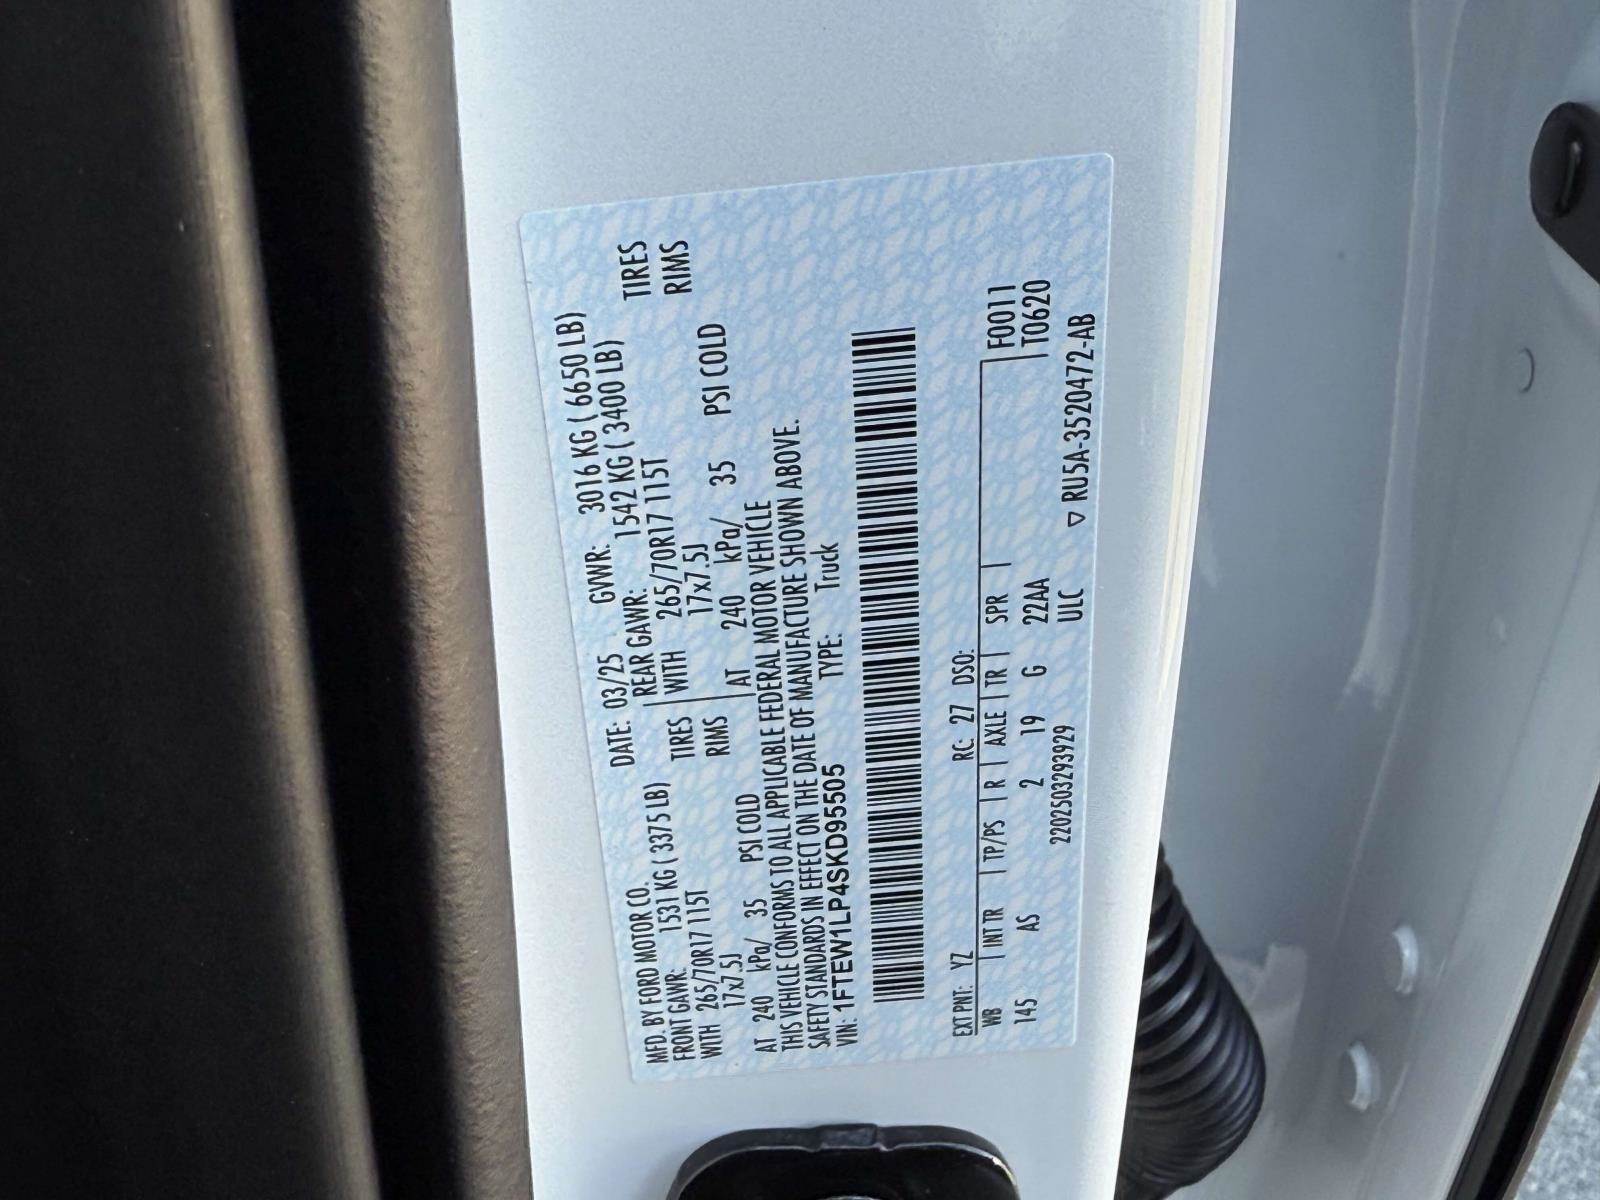 MFD. BY FORD MOTOR CO. DATE: 03/25 GVWR: 3016 KG ( 6650 LB)
FRONT GAWR: 1531 KG ( 3375 LB) REAR GAWR: 1542 KG ( 3400 LB)
WITH 265/70R17 115T TIRES WITH 265/70R17 115T TIRES
17x7.5J RIMS 17x7.5J RIMS
AT 240 kPa/ 35 PSI COLD AT 240 kPa/ 35 PSI COLD
THIS VEHICLE CONFORMS TO ALL APPLICABLE FEDERAL MOTOR VEHICLE
SAFETY STANDARDS IN EFFECT ON THE DATE OF MANUFACTURE SHOWN ABOVE.
VIN: 1FTEW1LP4SKD95505 TYPE: Truck
EXT PNT: YZ RC: 27 DSO:
WB INT TR TP/PS R AXLE TR SPR F0011
145 AS 2 19 G 22AA T0620
2202503293929 ULC ▽ RU5A-3520472-AB